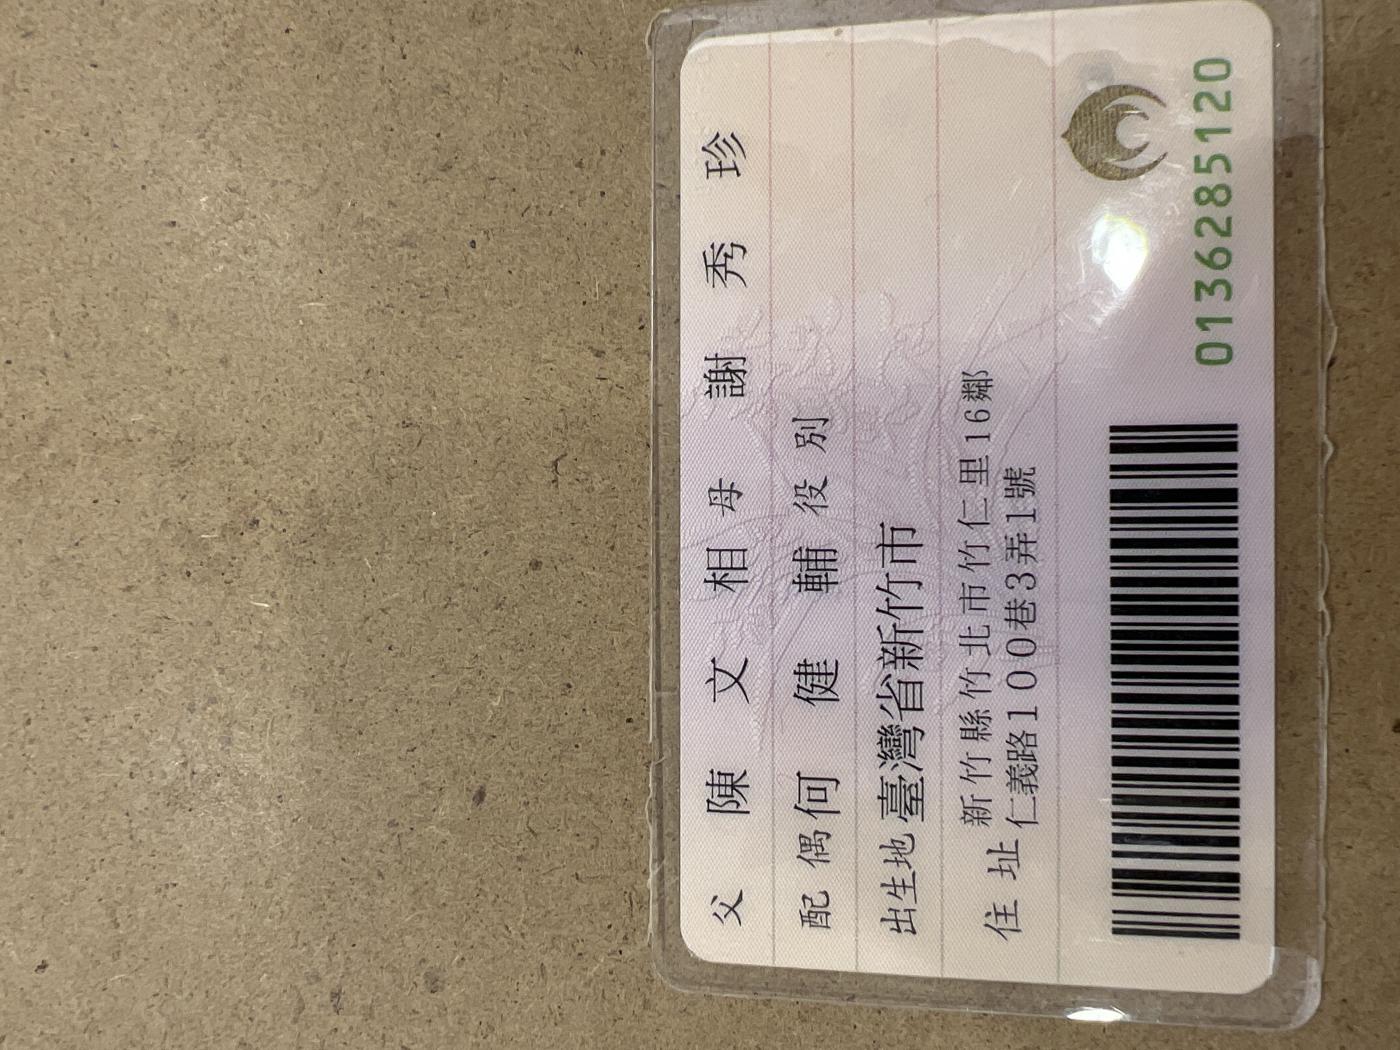 父 陳文相 母 謝秀珍
配偶 何健輔 役別
出生地 臺灣省新竹市
住址 新竹縣竹北市竹仁里16鄰
仁義路100巷3弄1號
0136285120